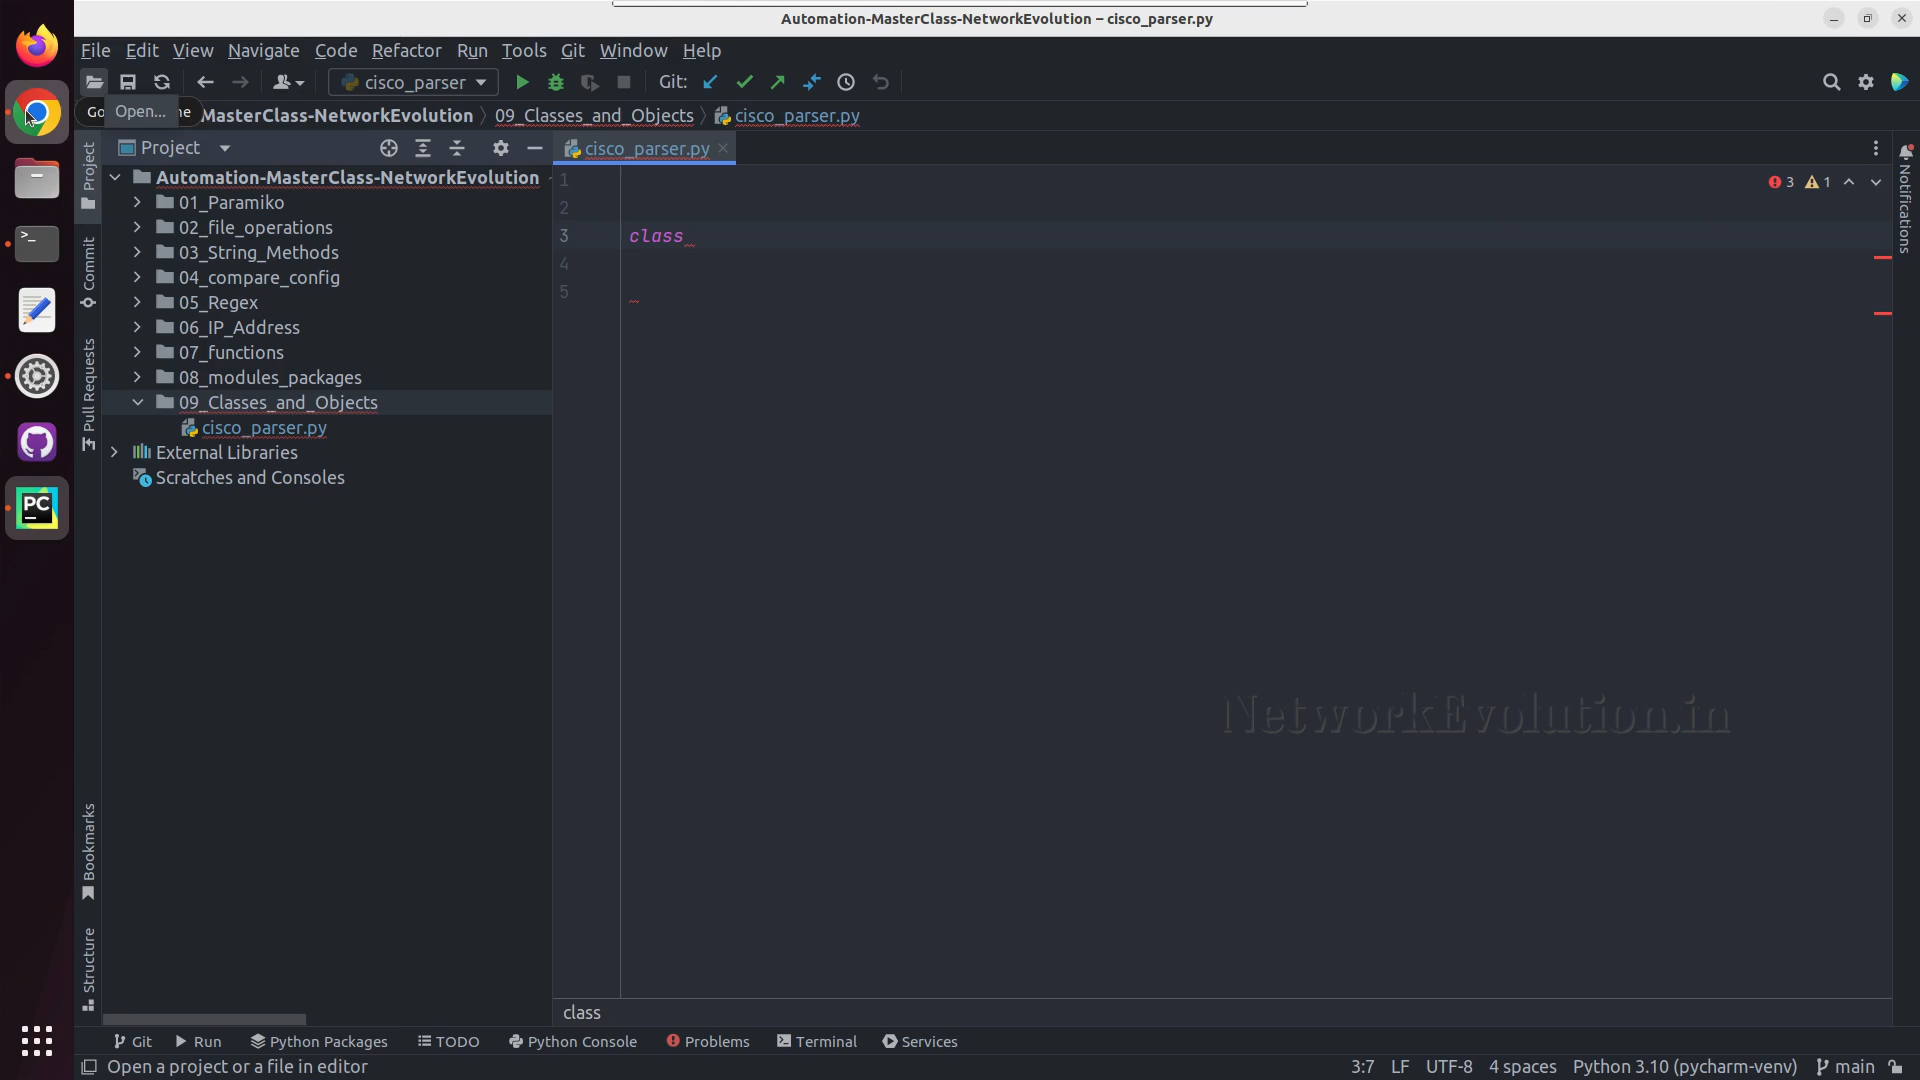 Automation-MasterClass-NetworkEvolution – cisco_parser.py
File Edit View Navigate Code Refactor Run Tools Git Window Help
cisco_parser Git:
Go Open... ne MasterClass-NetworkEvolution 09_Classes_and_Objects cisco_parser.py
Project cisco_parser.py
Automation-MasterClass-NetworkEvolution
01_Paramiko
02_file_operations
03_String_Methods
04_compare_config
05_Regex
06_IP_Address
07_functions
08_modules_packages
09_Classes_and_Objects
cisco_parser.py
External Libraries
Scratches and Consoles
Project
Commit
Pull Requests
Bookmarks
Structure
1
2
3 class
4
5
3 1
Notifications
>_
PC
NetworkEvolution.in
class
Git Run Python Packages TODO Python Console Problems Terminal Services
Open a project or a file in editor 3:7 LF UTF-8 4 spaces Python 3.10 (pycharm-venv) main